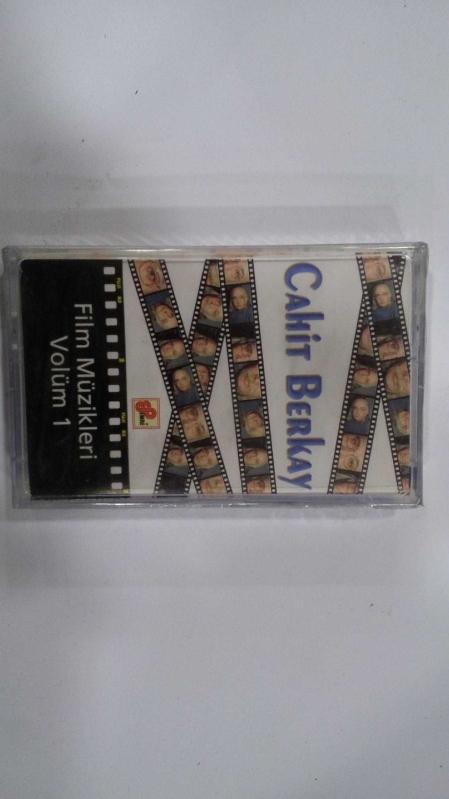 Cahit Berkay
Film Müzikleri
Volüm 1